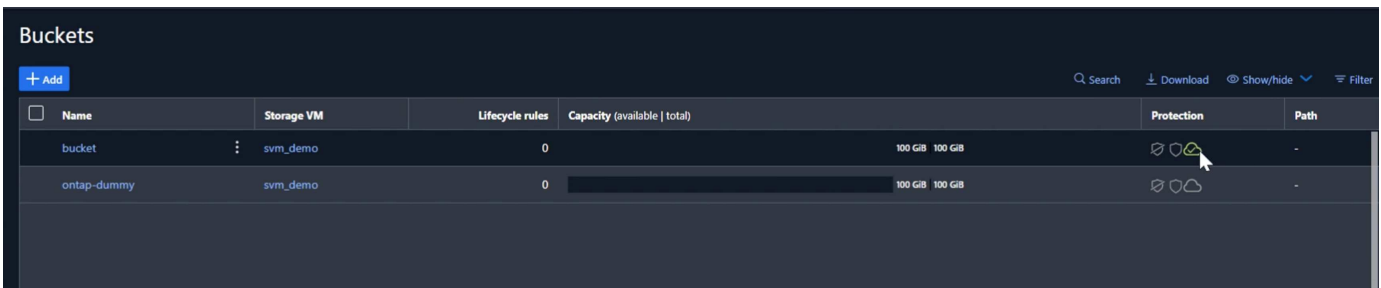 Buckets
+ Add
Search Download Show/hide Filter
Name Storage VM Lifecycle rules Capacity (available | total) Protection Path
bucket svm_demo 0 100 GiB 100 GiB -
ontap-dummy svm_demo 0 100 GiB 100 GiB -